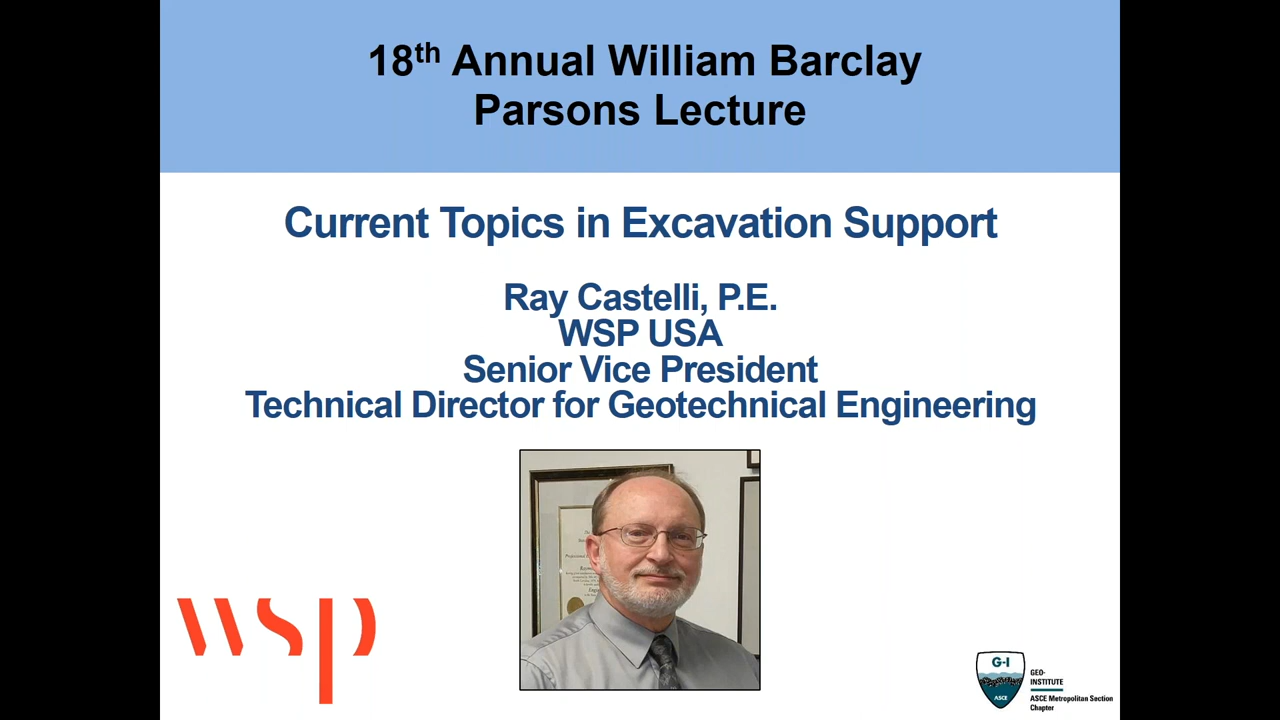 18th Annual William Barclay
Parsons Lecture
Current Topics in Excavation Support
Ray Castelli, P.E.
WSP USA
Senior Vice President
Technical Director for Geotechnical Engineering
wsp
G-I
ASCE
GEO-
INSTITUTE
ASCE Metropolitan Section
Chapter